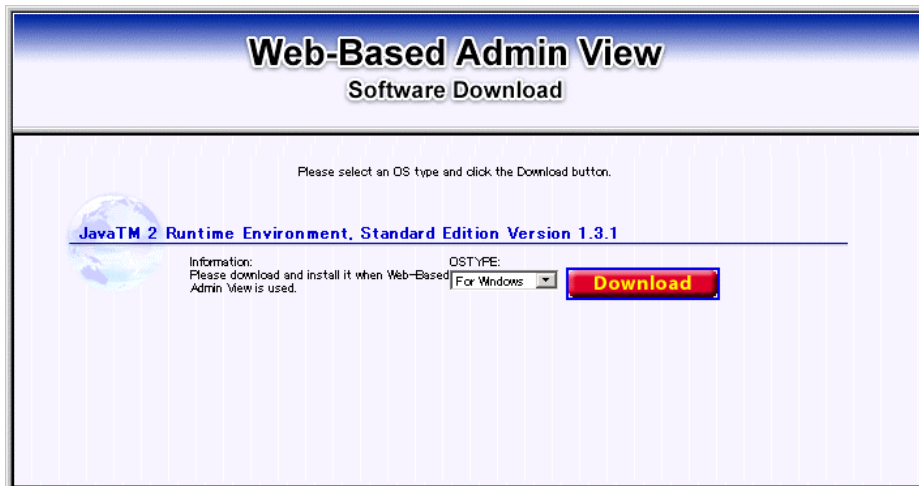 Web-Based Admin View
Software Download
Please select an OS type and click the Download button.
JavaTM 2 Runtime Environment, Standard Edition Version 1.3.1
Information:
Please download and install it when Web-Based
Admin View is used.
OSTYPE:
For Windows
Download